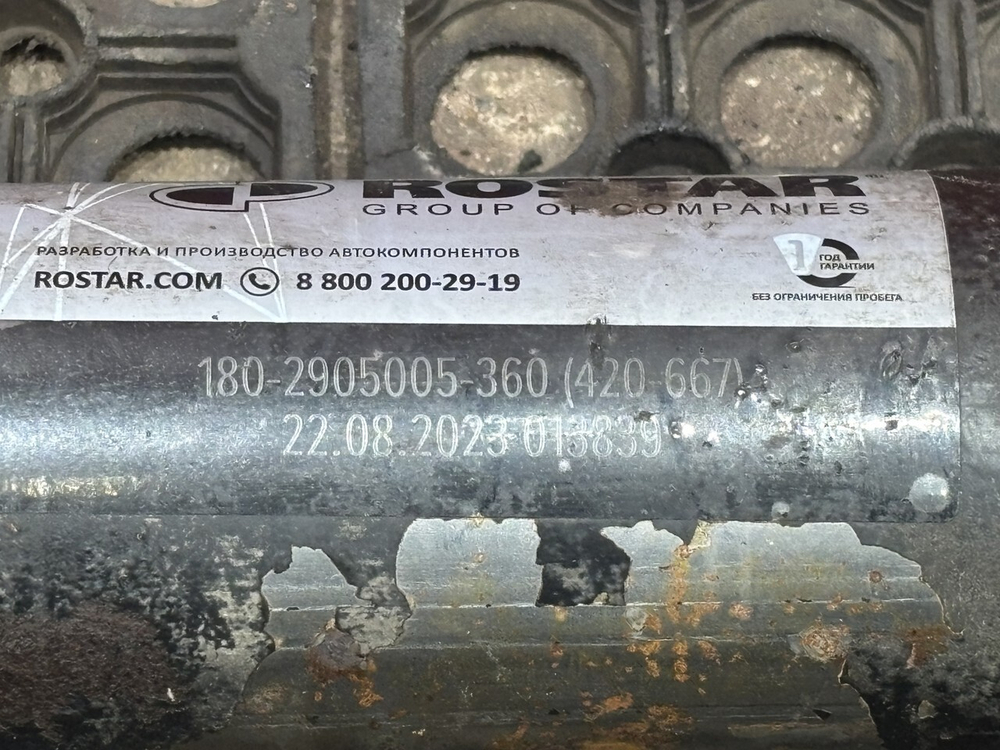 ROSTAR
GROUP OF COMPANIES
РАЗРАБОТКА И ПРОИЗВОДСТВО АВТОКОМПОНЕНТОВ
ROSTAR.COM 8 800 200-29-19
1 ГОД
ГАРАНТИИ
БЕЗ ОГРАНИЧЕНИЯ ПРОБЕГА
180-2905005-360 (420-667)
22.08.2023 013839